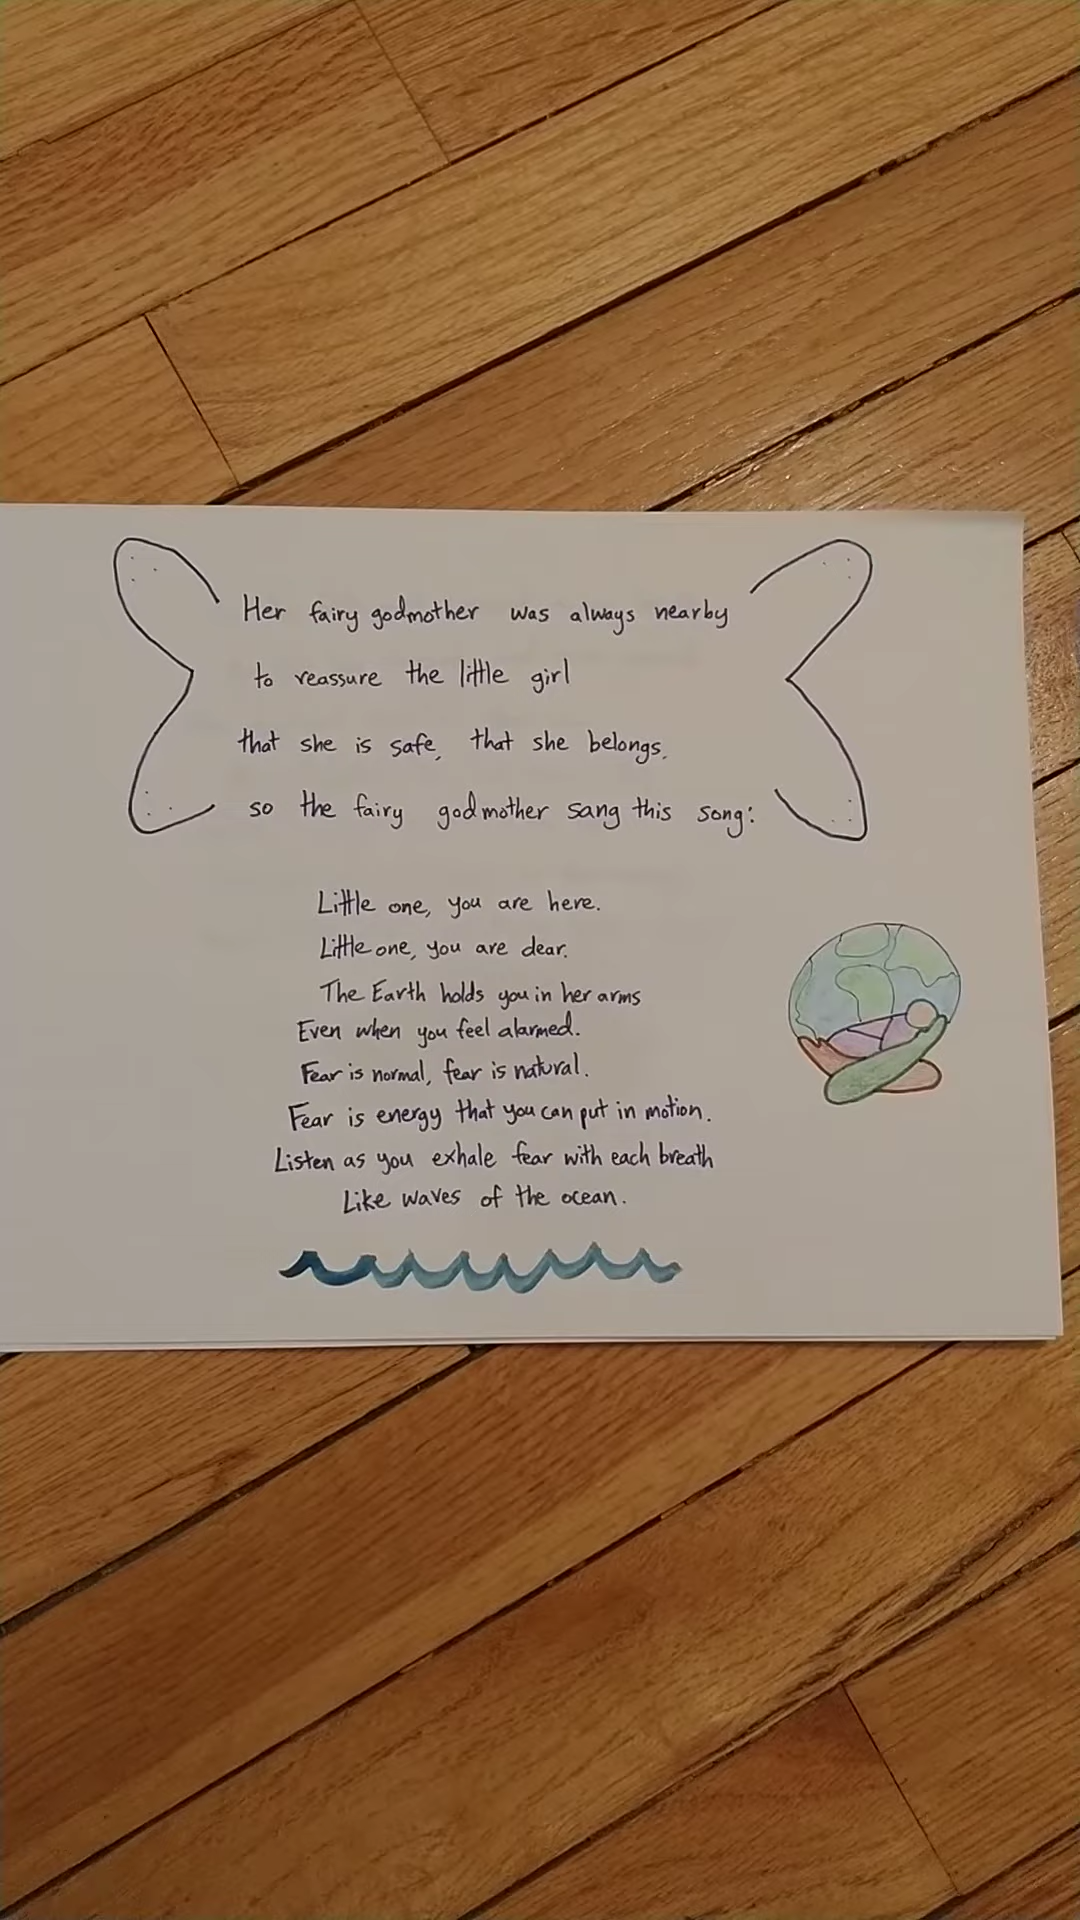 Her fairy godmother was always nearby
to reassure the little girl
that she is safe, that she belongs,
so the fairy godmother sang this song:
Little one, you are here.
Little one, you are dear.
The Earth holds you in her arms
Even when you feel alarmed.
Fear is normal, fear is natural.
Fear is energy that you can put in motion.
Listen as you exhale fear with each breath
Like waves of the ocean.